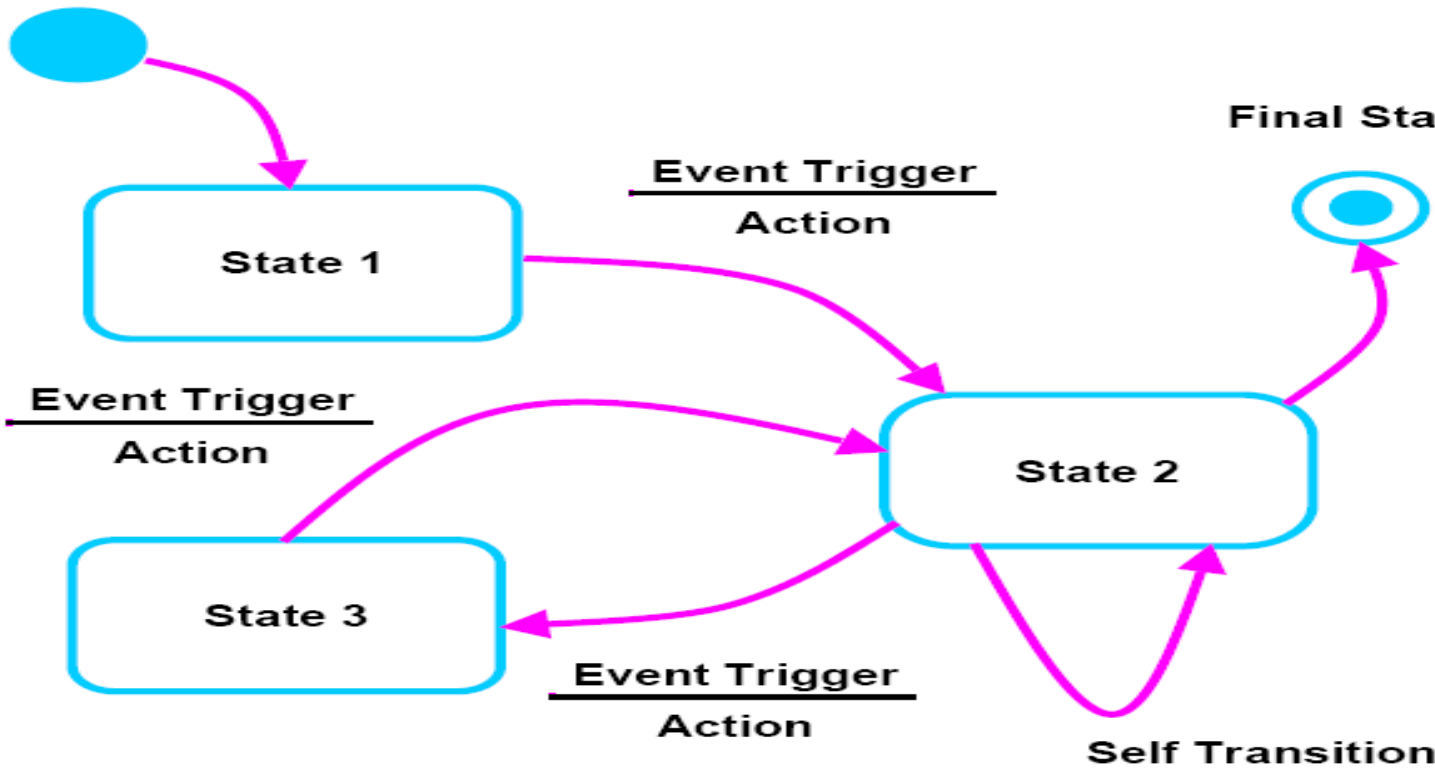 Final Sta
Event Trigger
Action
State 1
Event Trigger
Action
State 2
State 3
Event Trigger
Action
Self Transition